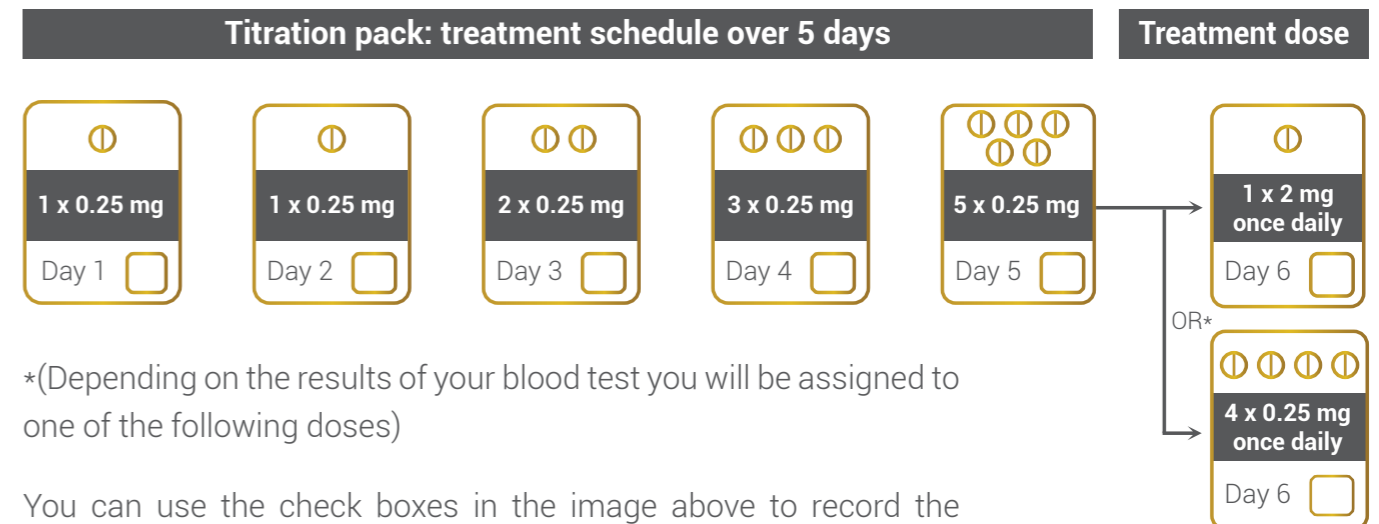 Titration pack: treatment schedule over 5 days
Treatment dose
1 x 0.25 mg
Day 1
1 x 0.25 mg
Day 2
2 x 0.25 mg
Day 3
3 x 0.25 mg
Day 4
5 x 0.25 mg
Day 5
1 x 2 mg
once daily
Day 6
OR*
4 x 0.25 mg
once daily
Day 6
*(Depending on the results of your blood test you will be assigned to
one of the following doses)
You can use the check boxes in the image above to record the